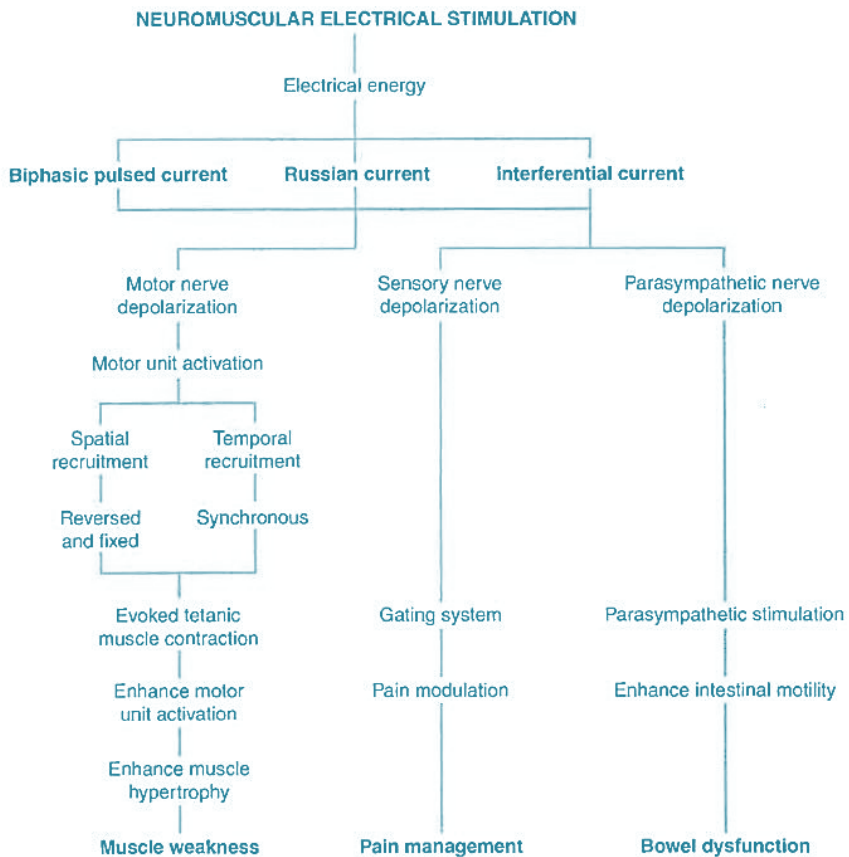 NEUROMUSCULAR ELECTRICAL STIMULATION
Electrical energy
Biphasic pulsed current
Russian current
Interferential current
Motor nerve
depolarization
Sensory nerve
depolarization
Parasympathetic nerve
depolarization
Motor unit activation
Spatial
recruitment
Temporal
recruitment
Reversed
and fixed
Synchronous
Evoked tetanic
muscle contraction
Gating system
Parasympathetic stimulation
Enhance motor
unit activation
Pain modulation
Enhance intestinal motility
Enhance muscle
hypertrophy
Muscle weakness
Pain management
Bowel dysfunction